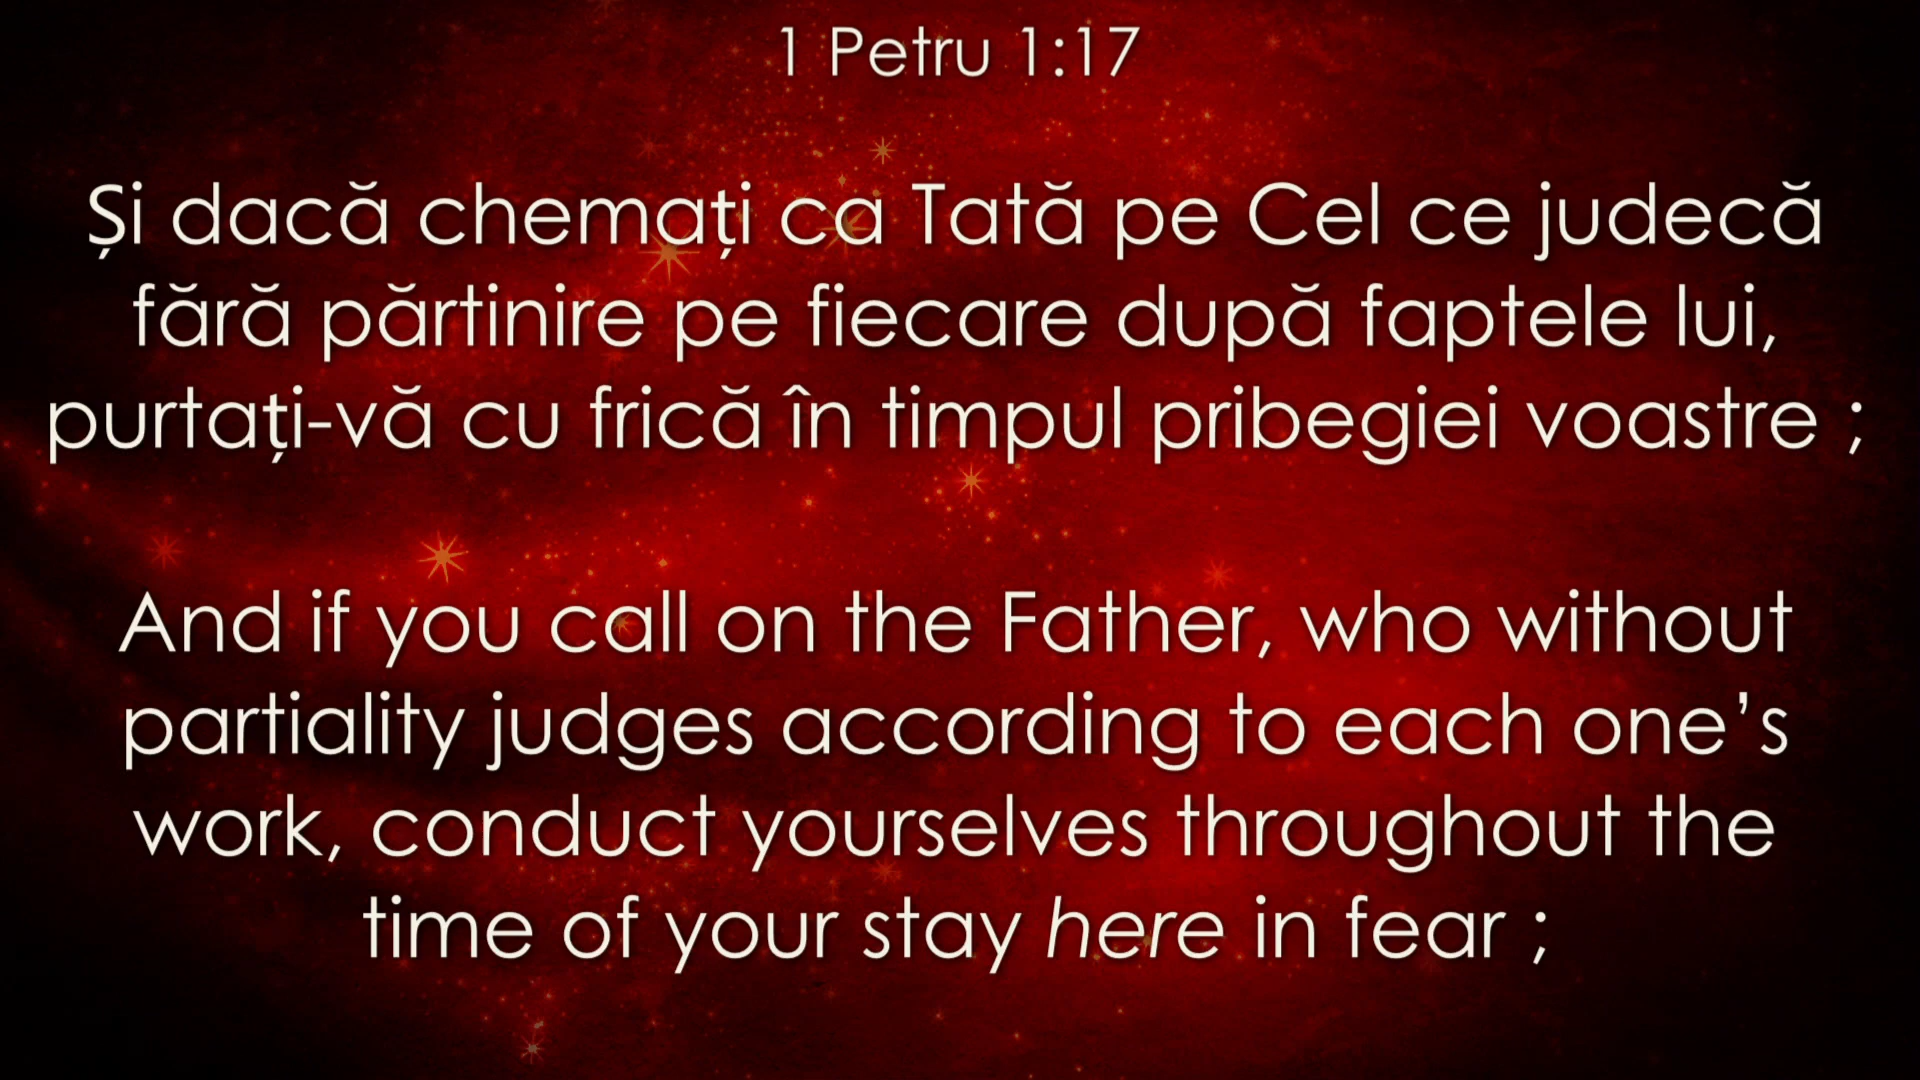 1 Petru 1:17
Și dacă chemați ca Tată pe Cel ce judecă
fără părtinire pe fiecare după faptele lui,
purtați-vă cu frică în timpul pribegiei voastre ;
And if you call on the Father, who without
partiality judges according to each one’s
work, conduct yourselves throughout the
time of your stay here in fear ;